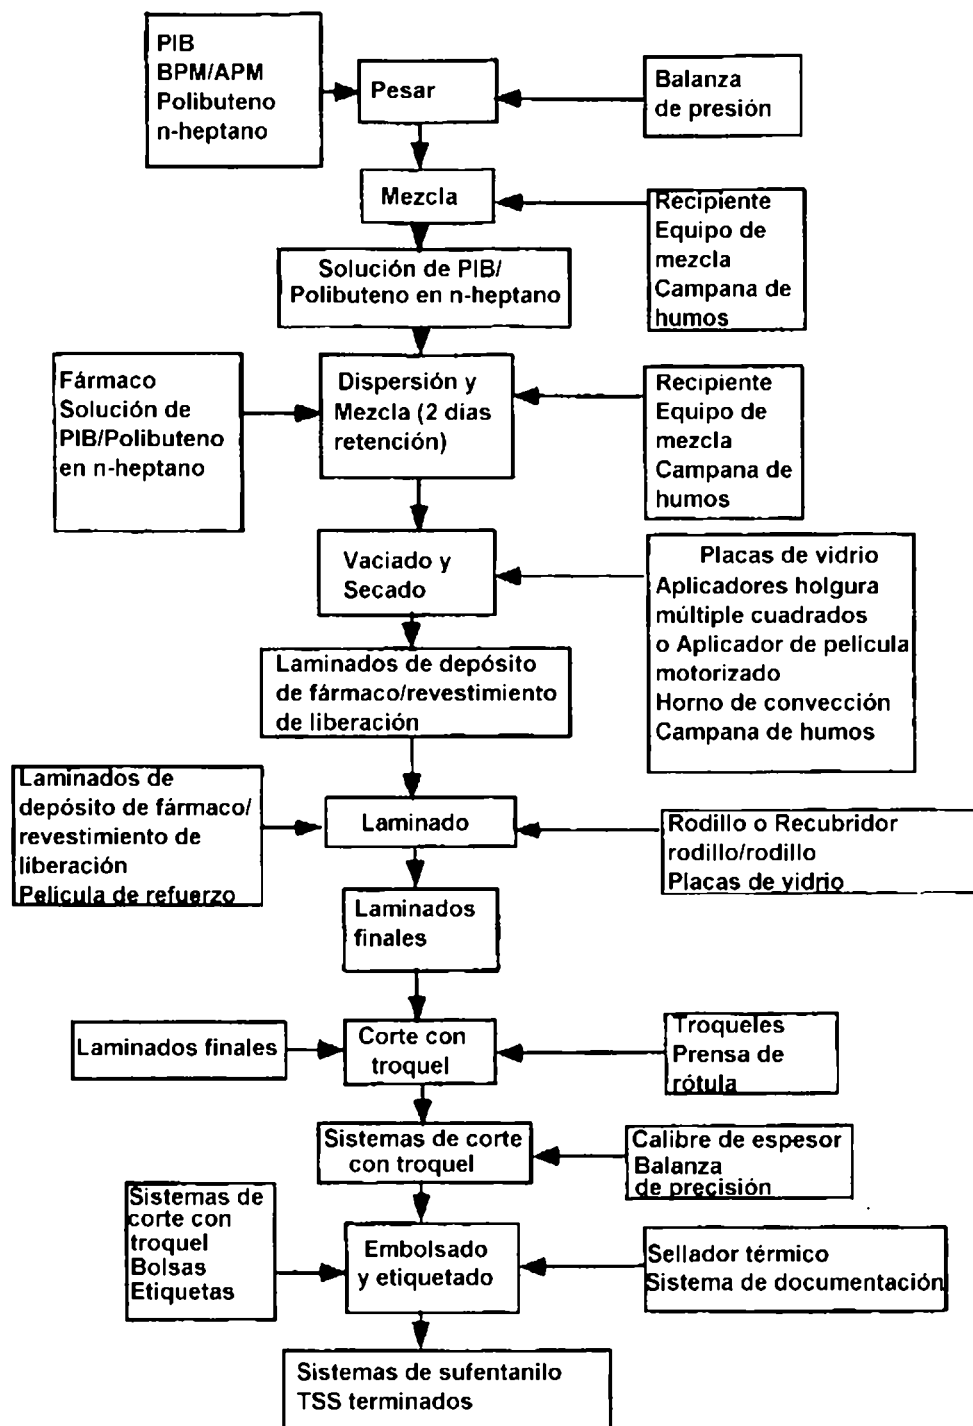 PIB
BPM/APM
Polibuteno
n-heptano
Pesar
Balanza
de presión
Mezcla
Recipiente
Equipo de
mezcla
Campana de
humos
Solución de PIB/
Polibuteno en n-heptano
Fármaco
Solución de
PIB/Polibuteno
en n-heptano
Dispersión y
Mezcla (2 días
retención)
Recipiente
Equipo de
mezcla
Campana de
humos
Vaciado y
Secado
Placas de vidrio
Aplicadores holgura
múltiple cuadrados
o Aplicador de película
motorizado
Horno de convección
Campana de humos
Laminados de depósito
de fármaco/revestimiento
de liberación
Laminados de
depósito de fármaco/
revestimiento de
liberación
Película de refuerzo
Laminado
Rodillo o Recubridor
rodillo/rodillo
Placas de vidrio
Laminados
finales
Laminados finales
Corte con
troquel
Troqueles
Prensa de
rótula
Sistemas de corte
con troquel
Calibre de espesor
Balanza
de precisión
Sistemas de
corte con
troquel
Bolsas
Etiquetas
Embolsado
y etiquetado
Sellador térmico
Sistema de documentación
Sistemas de sufentanilo
TSS terminados